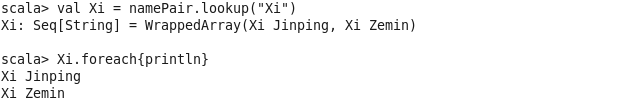 scala> val Xi = namePair.lookup("Xi")
Xi: Seq[String] = WrappedArray(Xi Jinping, Xi Zemin)
scala> Xi.foreach{println}
Xi Jinping
Xi Zemin